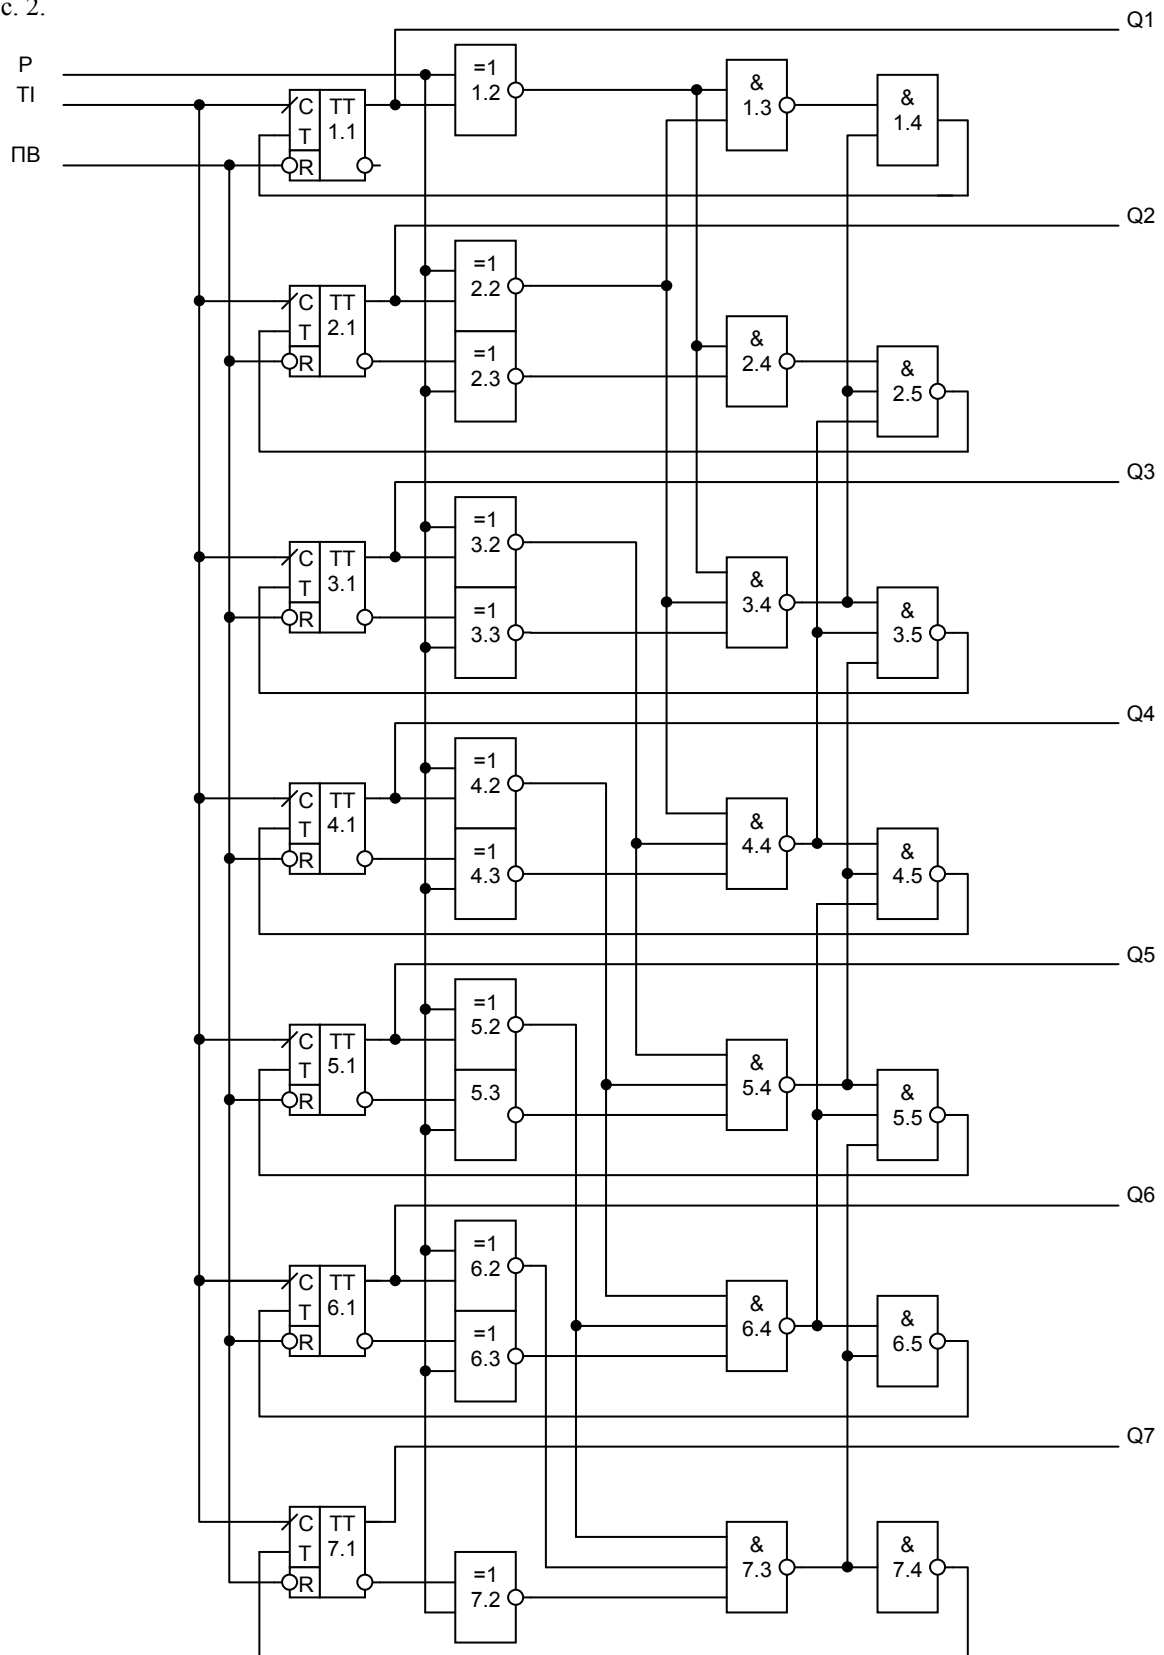 с. 2.
Q1
P
TI
ПВ
=1
1.2
&
1.3
&
1.4
C TT
T 1.1
R
Q2
=1
2.2
C TT
T 2.1
R
=1
2.3
&
2.4
&
2.5
Q3
=1
3.2
C TT
T 3.1
R
=1
3.3
&
3.4
&
3.5
Q4
=1
4.2
C TT
T 4.1
R
=1
4.3
&
4.4
&
4.5
Q5
=1
5.2
C TT
T 5.1
R
5.3
&
5.4
&
5.5
Q6
=1
6.2
C TT
T 6.1
R
=1
6.3
&
6.4
&
6.5
Q7
C TT
T 7.1
R
=1
7.2
&
7.3
&
7.4